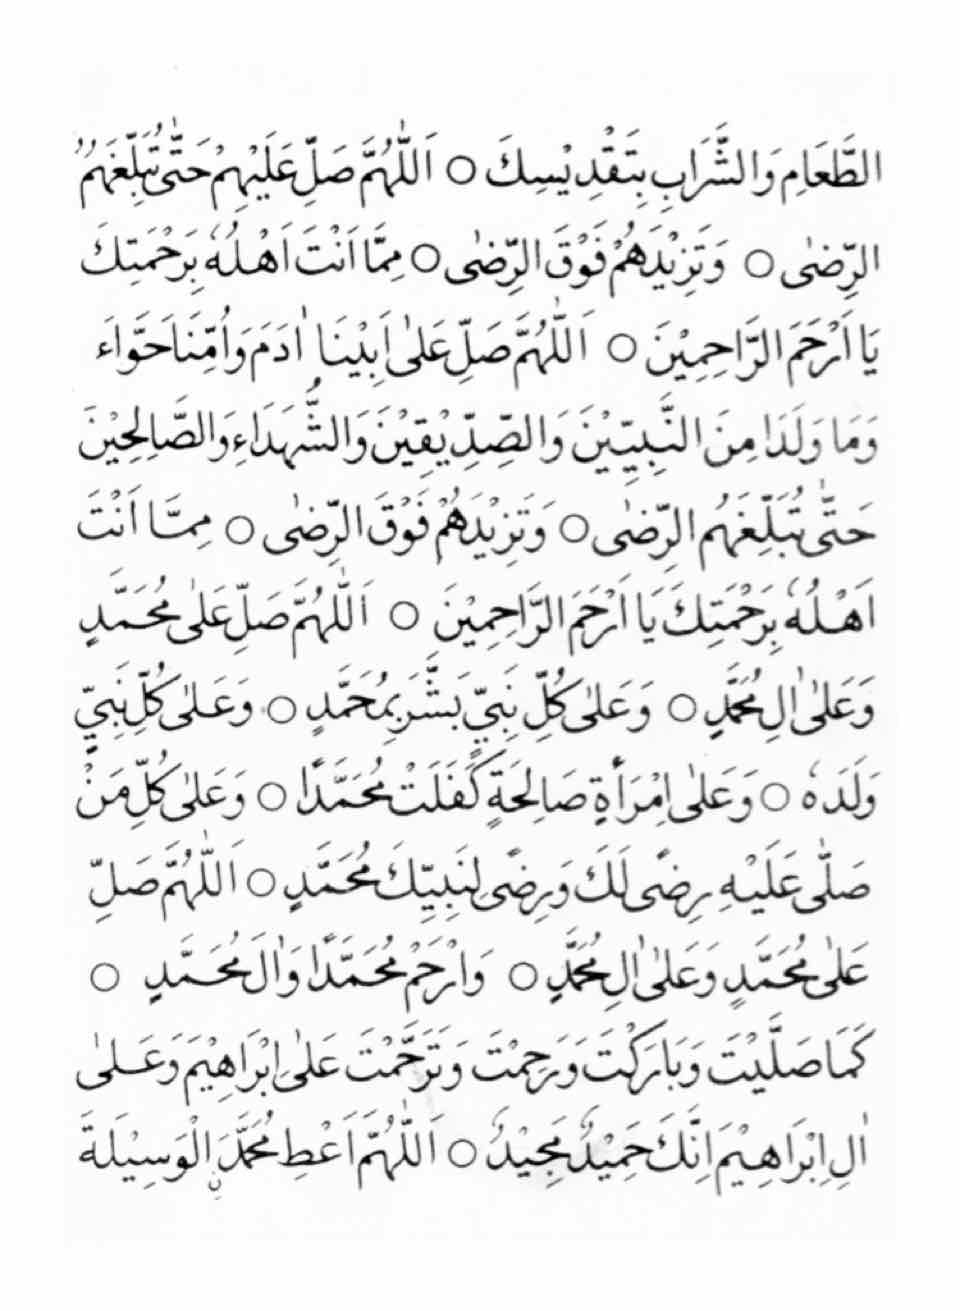 الطَّعَامِ وَالشَّرَابِ بِتَقْدِيْسِكَ ○ اَللّٰهُمَّ صَلِّ عَلَيْهِمْ حَتّٰى تُبَلِّغَهُمُ
الرِّضٰى ○ وَتَزِيْدَهُمْ فَوْقَ الرِّضٰى ○ مِمَّا اَنْتَ اَهْلُهٗ بِرَحْمَتِكَ
يَا اَرْحَمَ الرَّاحِمِيْنَ ○ اَللّٰهُمَّ صَلِّ عَلٰى اَبِيْنَا اٰدَمَ وَاُمِّنَا حَوَّاءَ
وَمَا وَلَدَا مِنَ النَّبِيِّيْنَ وَالصِّدِّيْقِيْنَ وَالشُّهَدَاءِ وَالصَّالِحِيْنَ
حَتّٰى تُبَلِّغَهُمُ الرِّضٰى ○ وَتَزِيْدَهُمْ فَوْقَ الرِّضٰى ○ مِمَّا اَنْتَ
اَهْلُهٗ بِرَحْمَتِكَ يَا اَرْحَمَ الرَّاحِمِيْنَ ○ اَللّٰهُمَّ صَلِّ عَلٰى مُحَمَّدٍ
وَعَلٰى اٰلِ مُحَمَّدٍ ○ وَعَلٰى كُلِّ نَبِيٍّ بَشَّرَ بِمُحَمَّدٍ ○ وَعَلٰى كُلِّ نَبِيٍّ
وَلَدَهٗ ○ وَعَلٰى اِمْرَأَةٍ صَالِحَةٍ كَفَلَتْ مُحَمَّدًا ○ وَعَلٰى كُلِّ مَنْ
صَلّٰى عَلَيْهِ رِضًى لَكَ وَرِضًى لِنَبِيِّكَ مُحَمَّدٍ ○ اَللّٰهُمَّ صَلِّ
عَلٰى مُحَمَّدٍ وَعَلٰى اٰلِ مُحَمَّدٍ ○ وَارْحَمْ مُحَمَّدًا وَاٰلَ مُحَمَّدٍ ○
كَمَا صَلَّيْتَ وَبَارَكْتَ وَرَحِمْتَ وَتَرَحَّمْتَ عَلٰى اِبْرَاهِيْمَ وَعَلٰى
اٰلِ اِبْرَاهِيْمَ اِنَّكَ حَمِيْدٌ مَجِيْدٌ ○ اَللّٰهُمَّ اَعْطِ مُحَمَّدَ نِ الْوَسِيْلَةَ